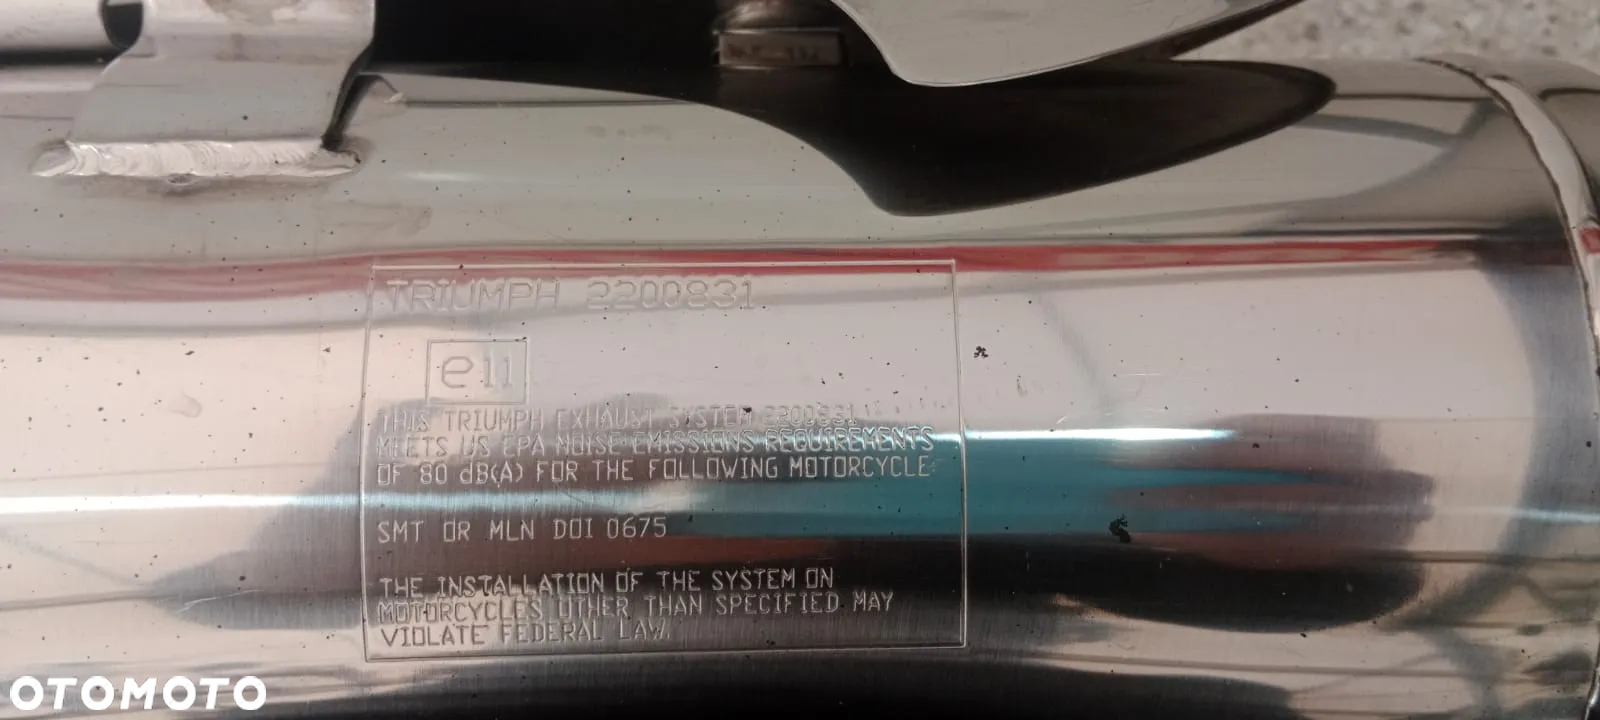 TRIUMPH 2200831
e11
THIS TRIUMPH EXHAUST SYSTEM 2200831
MEETS US EPA NOISE EMISSIONS REQUIREMENTS
OF 80 dB(A) FOR THE FOLLOWING MOTORCYCLE
SMT OR MLN DOI 0675
THE INSTALLATION OF THE SYSTEM ON
MOTORCYCLES OTHER THAN SPECIFIED MAY
VIOLATE FEDERAL LAW.
OTOMOTO